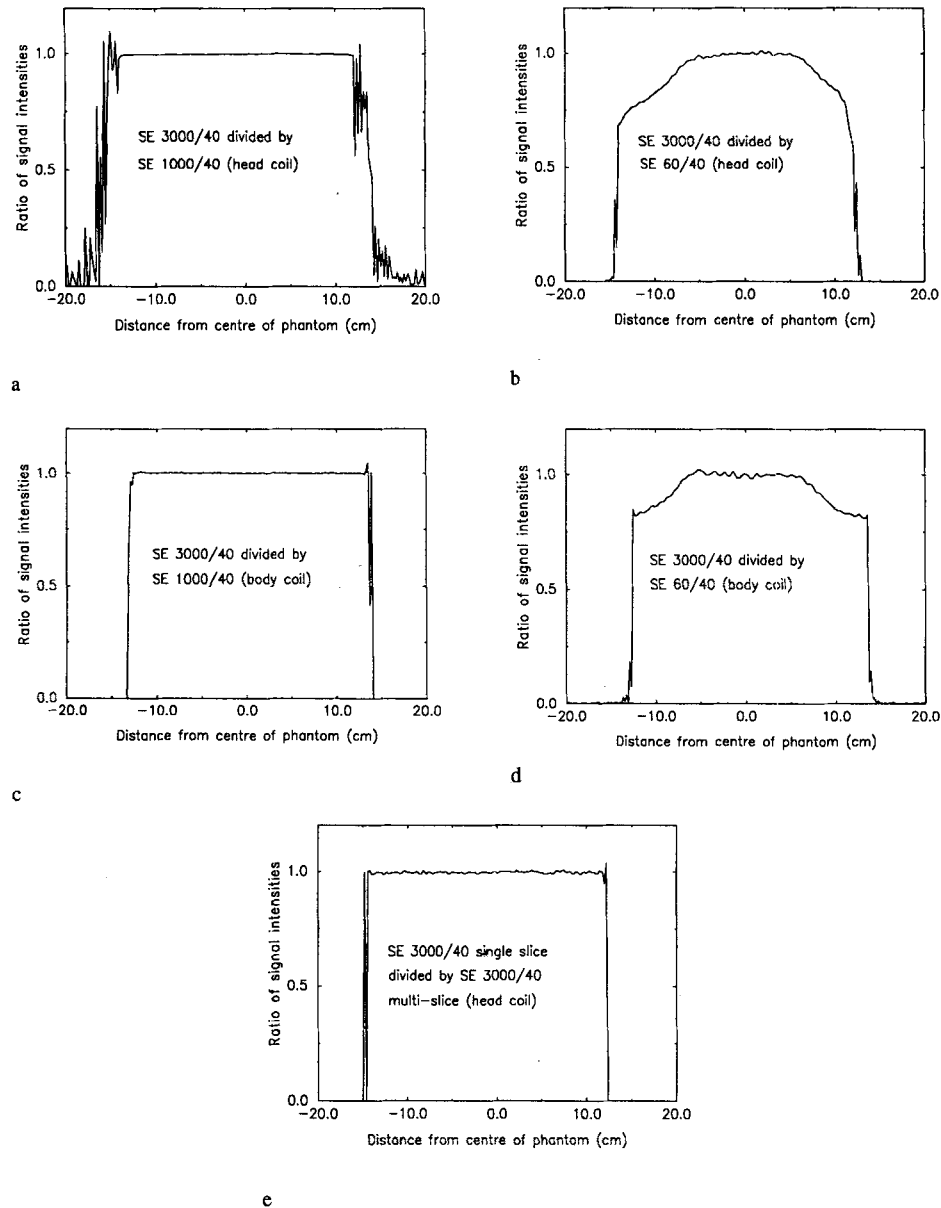 1.0
0.5
0.0
Ratio of signal intensities
SE 3000/40 divided by
SE 1000/40 (head coil)
-20.0 -10.0 0.0 10.0 20.0
Distance from centre of phantom (cm)
a
1.0
0.5
0.0
Ratio of signal intensities
SE 3000/40 divided by
SE 60/40 (head coil)
-20.0 -10.0 0.0 10.0 20.0
Distance from centre of phantom (cm)
b
1.0
0.5
0.0
Ratio of signal intensities
SE 3000/40 divided by
SE 1000/40 (body coil)
-20.0 -10.0 0.0 10.0 20.0
Distance from centre of phantom (cm)
c
1.0
0.5
0.0
Ratio of signal intensities
SE 3000/40 divided by
SE 60/40 (body coil)
-20.0 -10.0 0.0 10.0 20.0
Distance from centre of phantom (cm)
d
1.0
0.5
0.0
Ratio of signal intensities
SE 3000/40 single slice
divided by SE 3000/40
multi-slice (head coil)
-20.0 -10.0 0.0 10.0 20.0
Distance from centre of phantom (cm)
e